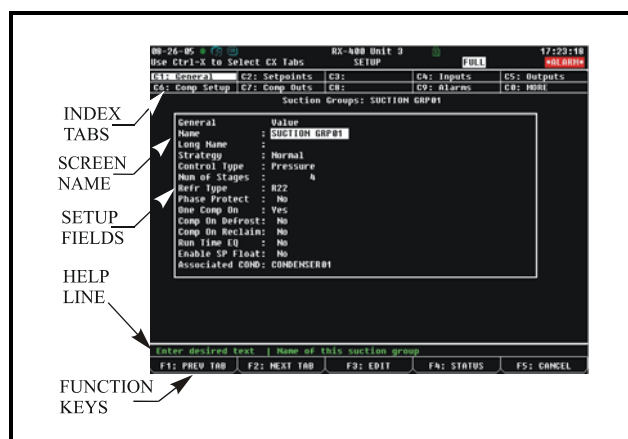 08-26-05
RX-400 Unit 3
17:23:18
Use Ctrl-X to Select CX Tabs
SETUP
FULL
*ALARM*
C1: General
C2: Setpoints
C3:
C4: Inputs
C5: Outputs
C6: Comp Setup
C7: Comp Outs
C8:
C9: Alarms
C0: MORE
Suction Groups: SUCTION GRP01
General Value
Name : SUCTION GRP01
Long Name :
Strategy : Normal
Control Type : Pressure
Num of Stages : 4
Refr Type : R22
Phase Protect : No
One Comp On : Yes
Comp On Defrost: No
Comp On Reclaim: No
Run Time EQ : No
Enable SP Float: No
Associated COND: CONDENSER01
Enter desired text | Name of this suction group
F1: PREV TAB
F2: NEXT TAB
F3: EDIT
F4: STATUS
F5: CANCEL
INDEX
TABS
SCREEN
NAME
SETUP
FIELDS
HELP
LINE
FUNCTION
KEYS